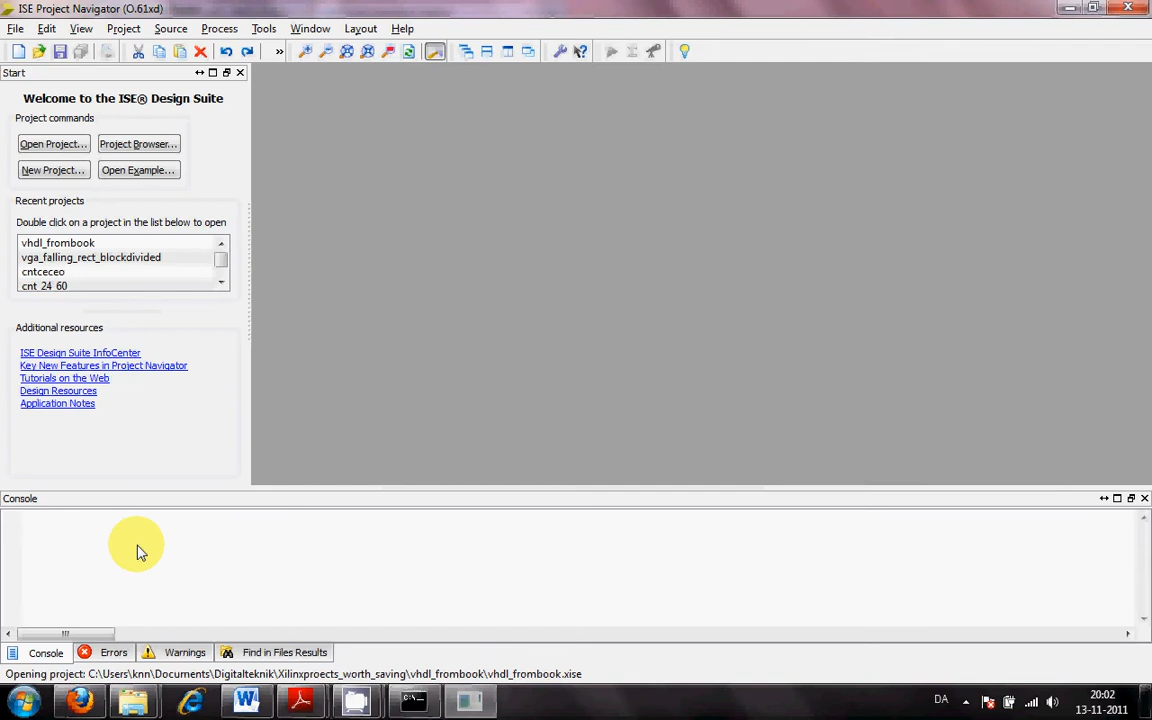 ISE Project Navigator (O.61xd)
File Edit View Project Source Process Tools Window Layout Help
»
Start
Welcome to the ISE® Design Suite
Project commands
Open Project... Project Browser...
New Project... Open Example...
Recent projects
Double click on a project in the list below to open
vhdl_frombook
vga_falling_rect_blockdivided
cntceceo
cnt 24 60
Additional resources
ISE Design Suite InfoCenter
Key New Features in Project Navigator
Tutorials on the Web
Design Resources
Application Notes
Console
Console Errors Warnings Find in Files Results
Opening project: C:\Users\knn\Documents\Digitalteknik\Xilinxproects_worth_saving\vhdl_frombook\vhdl_frombook.xise
DA 20:02
13-11-2011